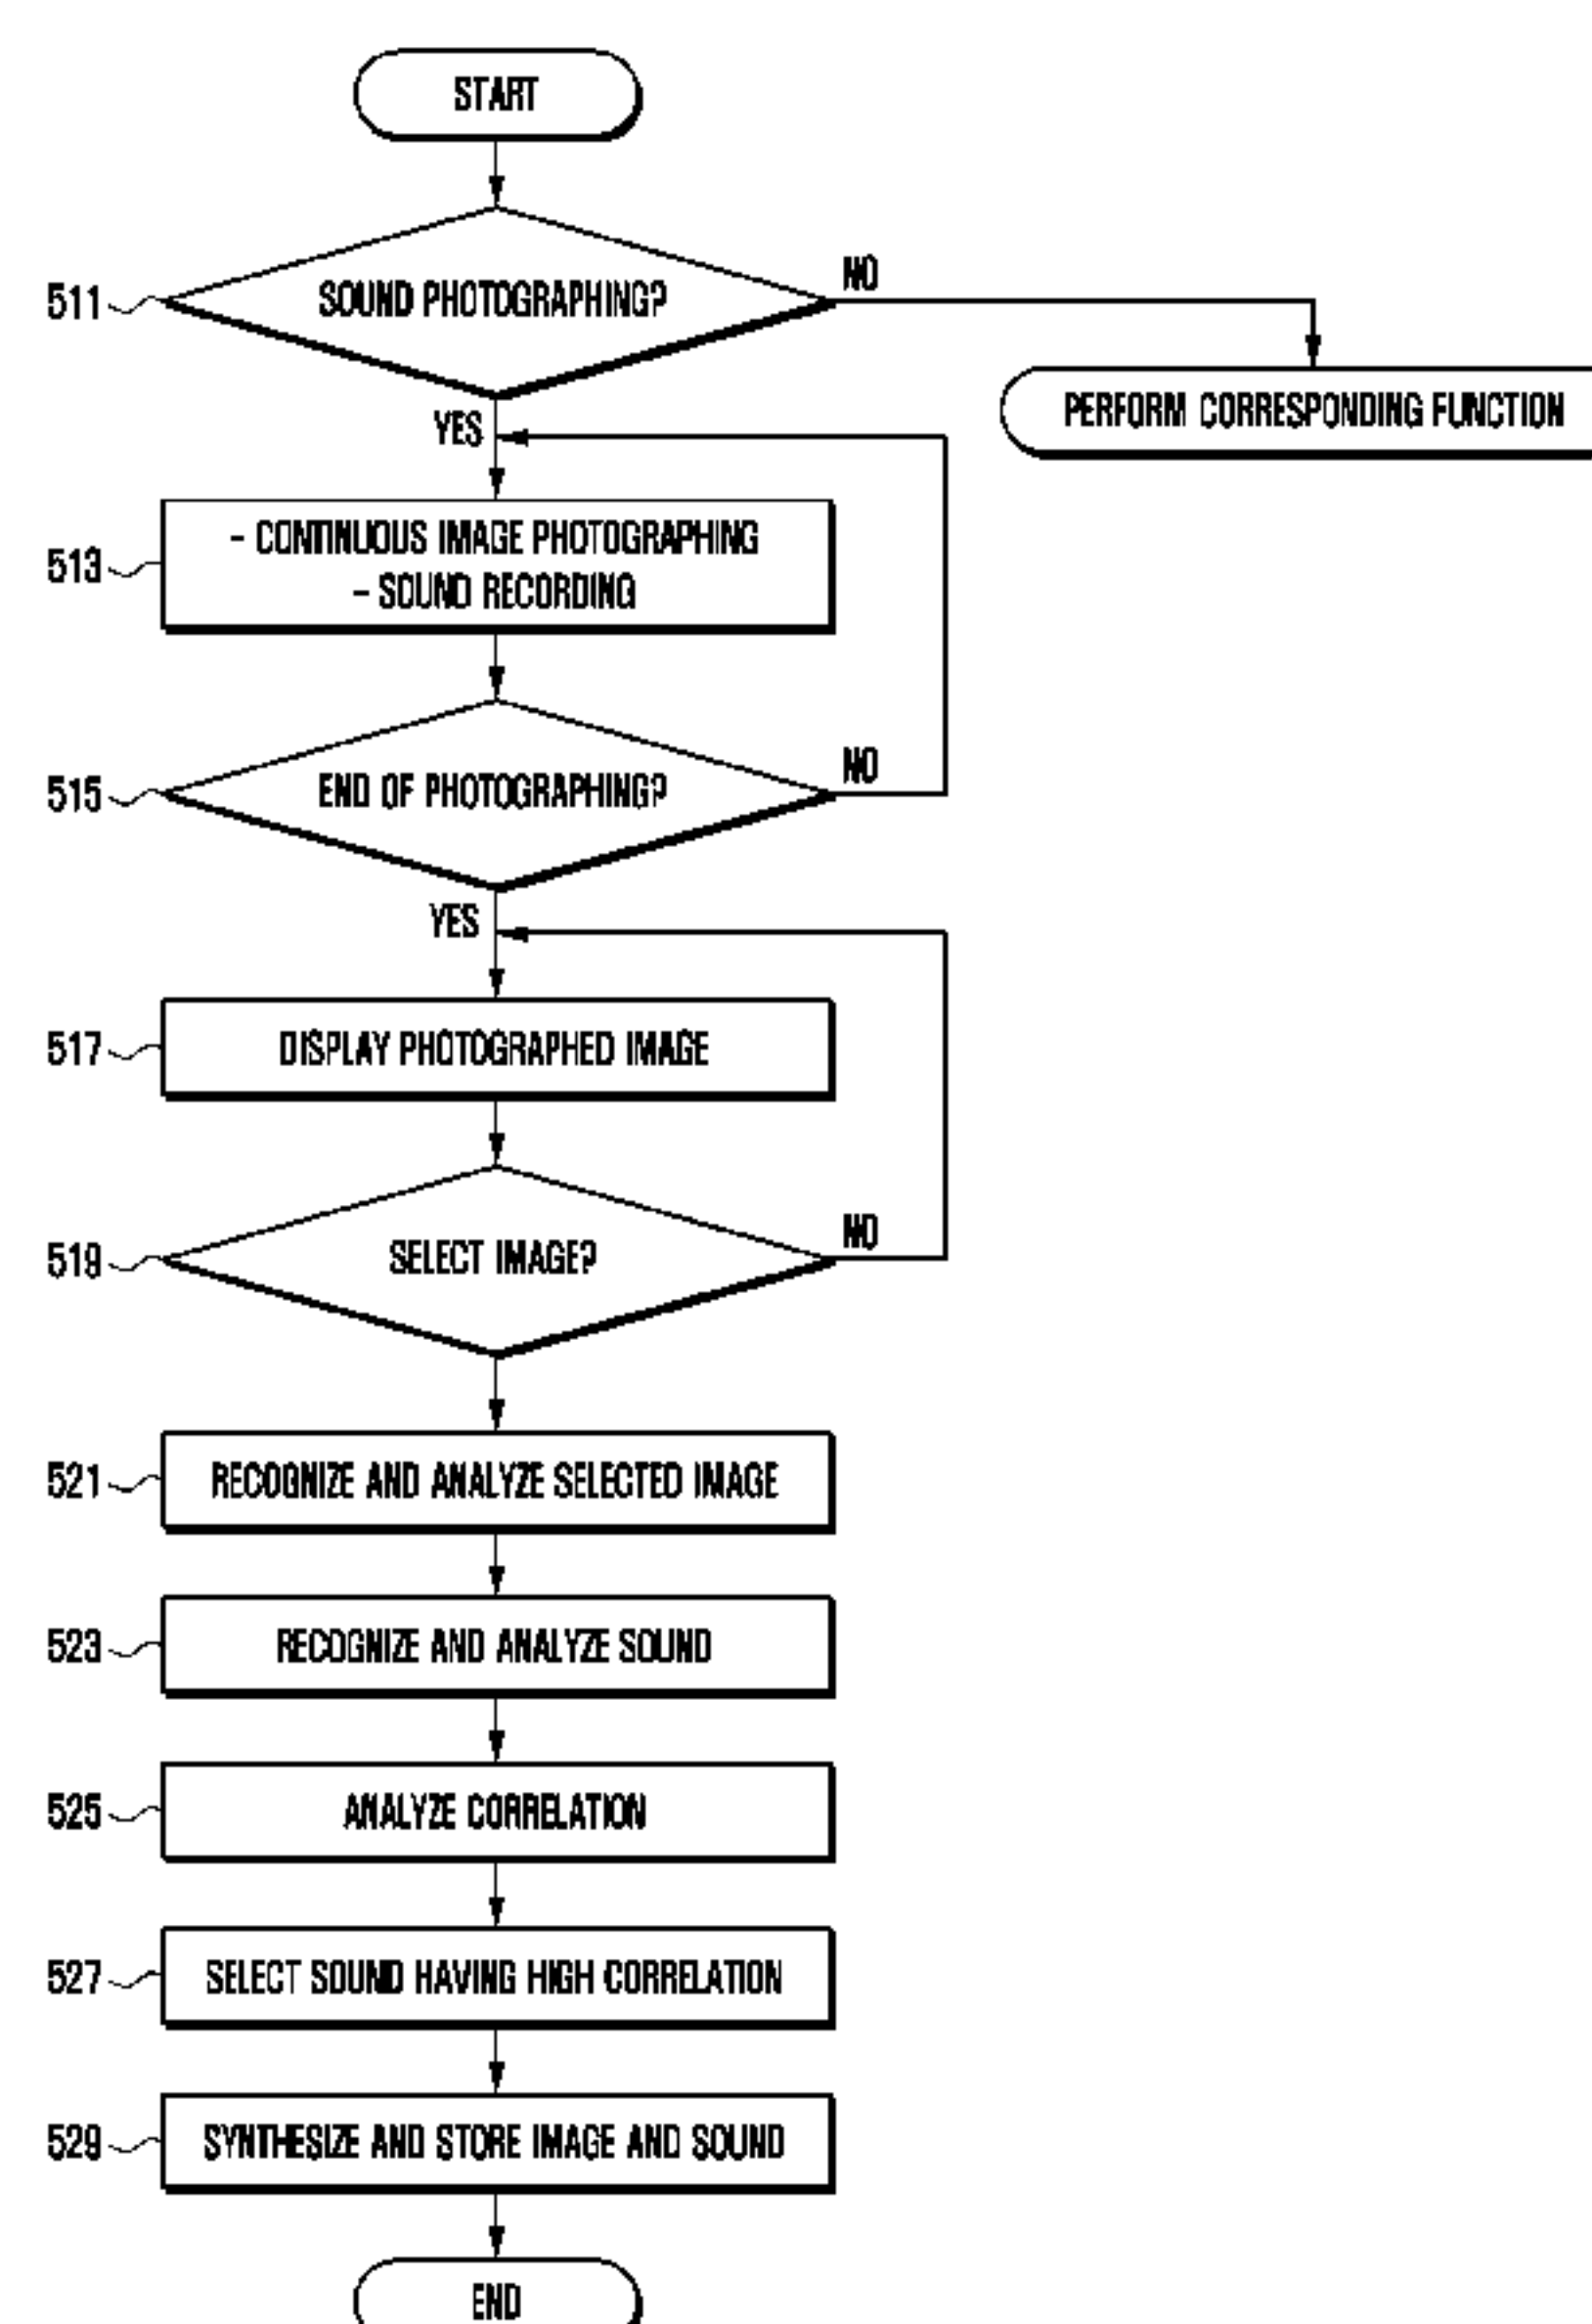 START
511
SOUND PHOTOGRAPHING?
NO
PERFORM CORRESPONDING FUNCTION
YES
513
- CONTINUOUS IMAGE PHOTOGRAPHING
- SOUND RECORDING
515
END OF PHOTOGRAPHING?
NO
YES
517
DISPLAY PHOTOGRAPHED IMAGE
519
SELECT IMAGE?
NO
521
RECOGNIZE AND ANALYZE SELECTED IMAGE
523
RECOGNIZE AND ANALYZE SOUND
525
ANALYZE CORRELATION
527
SELECT SOUND HAVING HIGH CORRELATION
529
SYNTHESIZE AND STORE IMAGE AND SOUND
END